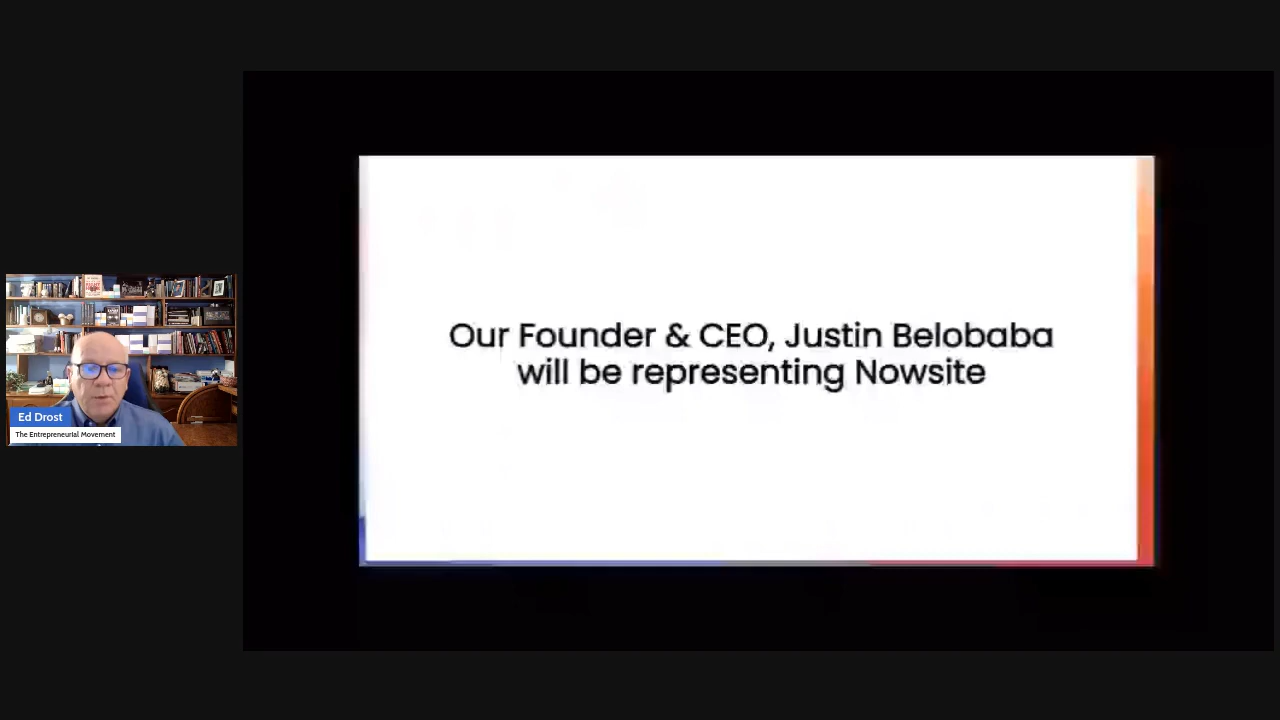 Our Founder & CEO, Justin Belobaba
will be representing Nowsite
Ed Drost
The Entrepreneurial Movement